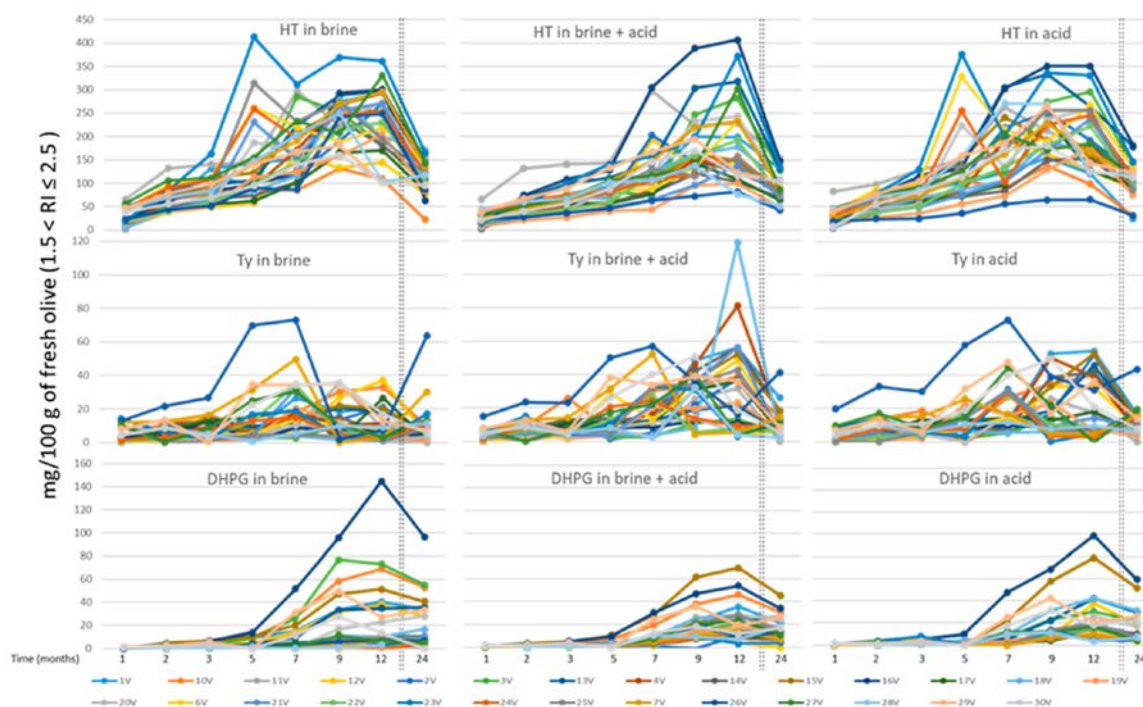 mg/100 g of fresh olive (1.5 < RI ≤ 2.5 )
HT in brine
HT in brine + acid
HT in acid
450
400
350
300
250
200
150
100
50
0
Ty in brine
Ty in brine + acid
Ty in acid
120
100
80
60
40
20
0
DHPG in brine
DHPG in brine + acid
DHPG in acid
160
140
120
100
80
60
40
20
0
Time (months) 1 2 3 5 7 9 12 24 1 2 3 5 7 9 12 24 1 2 3 5 7 9 12 24
1V 10V 11V 12V 2V 3V 13V 4V 14V 15V 16V 17V 18V 19V
20V 6V 21V 22V 23V 24V 25V 7V 26V 27V 28V 29V 30V